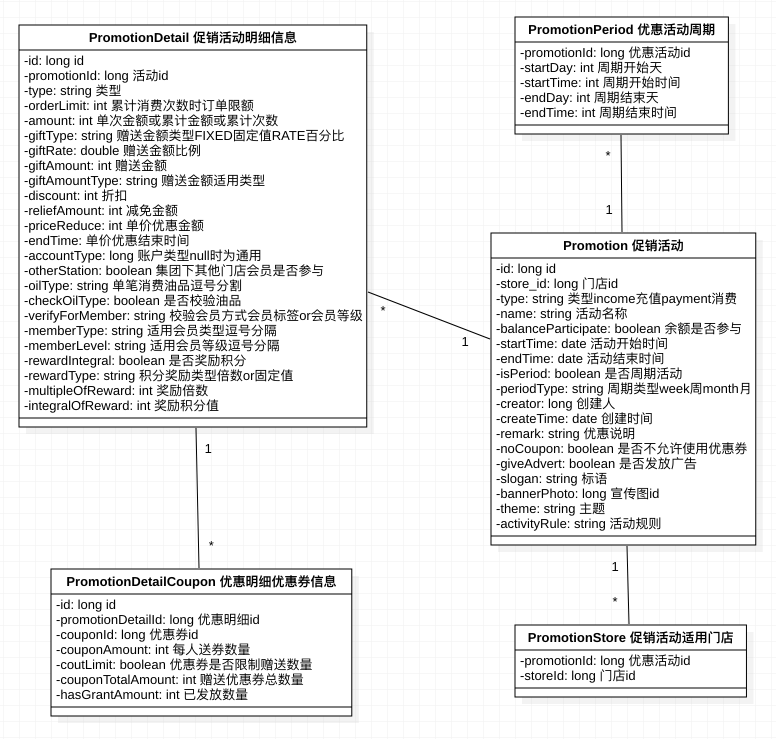 PromotionDetail 促销活动明细信息
-id: long id
-promotionId: long 活动id
-type: string 类型
-orderLimit: int 累计消费次数时订单限额
-amount: int 单次金额或累计金额或累计次数
-giftType: string 赠送金额类型FIXED固定值RATE百分比
-giftRate: double 赠送金额比例
-giftAmount: int 赠送金额
-giftAmountType: string 赠送金额适用类型
-discount: int 折扣
-reliefAmount: int 减免金额
-priceReduce: int 单价优惠金额
-endTime: 单价优惠结束时间
-accountType: long 账户类型null时为通用
-otherStation: boolean 集团下其他门店会员是否参与
-oilType: string 单笔消费油品逗号分割
-checkOilType: boolean 是否校验油品
-verifyForMember: string 校验会员方式会员标签or会员等级
-memberType: string 适用会员类型逗号分隔
-memberLevel: string 适用会员等级逗号分隔
-rewardIntegral: boolean 是否奖励积分
-rewardType: string 积分奖励类型倍数or固定值
-multipleOfReward: int 奖励倍数
-integralOfReward: int 奖励积分值
1
*
PromotionDetailCoupon 优惠明细优惠券信息
-id: long id
-promotionDetailId: long 优惠明细id
-couponId: long 优惠券id
-couponAmount: int 每人送券数量
-coutLimit: boolean 优惠券是否限制赠送数量
-couponTotalAmount: int 赠送优惠券总数量
-hasGrantAmount: int 已发放数量
*
1
PromotionPeriod 优惠活动周期
-promotionId: long 优惠活动id
-startDay: int 周期开始天
-startTime: int 周期开始时间
-endDay: int 周期结束天
-endTime: int 周期结束时间
*
1
Promotion 促销活动
-id: long id
-store_id: long 门店id
-type: string 类型income充值payment消费
-name: string 活动名称
-balanceParticipate: boolean 余额是否参与
-startTime: date 活动开始时间
-endTime: date 活动结束时间
-isPeriod: boolean 是否周期活动
-periodType: string 周期类型week周month月
-creator: long 创建人
-createTime: date 创建时间
-remark: string 优惠说明
-noCoupon: boolean 是否不允许使用优惠券
-giveAdvert: boolean 是否发放广告
-slogan: string 标语
-bannerPhoto: long 宣传图id
-theme: string 主题
-activityRule: string 活动规则
1
*
PromotionStore 促销活动适用门店
-promotionId: long 优惠活动id
-storeId: long 门店id